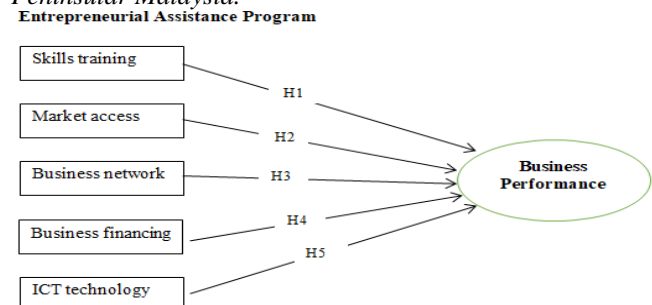 Peninsular Malaysia.
Entrepreneurial Assistance Program
Skills training
H1
Market access
H2
Business network
H3
Business
Performance
Business financing
H4
H5
ICT technology